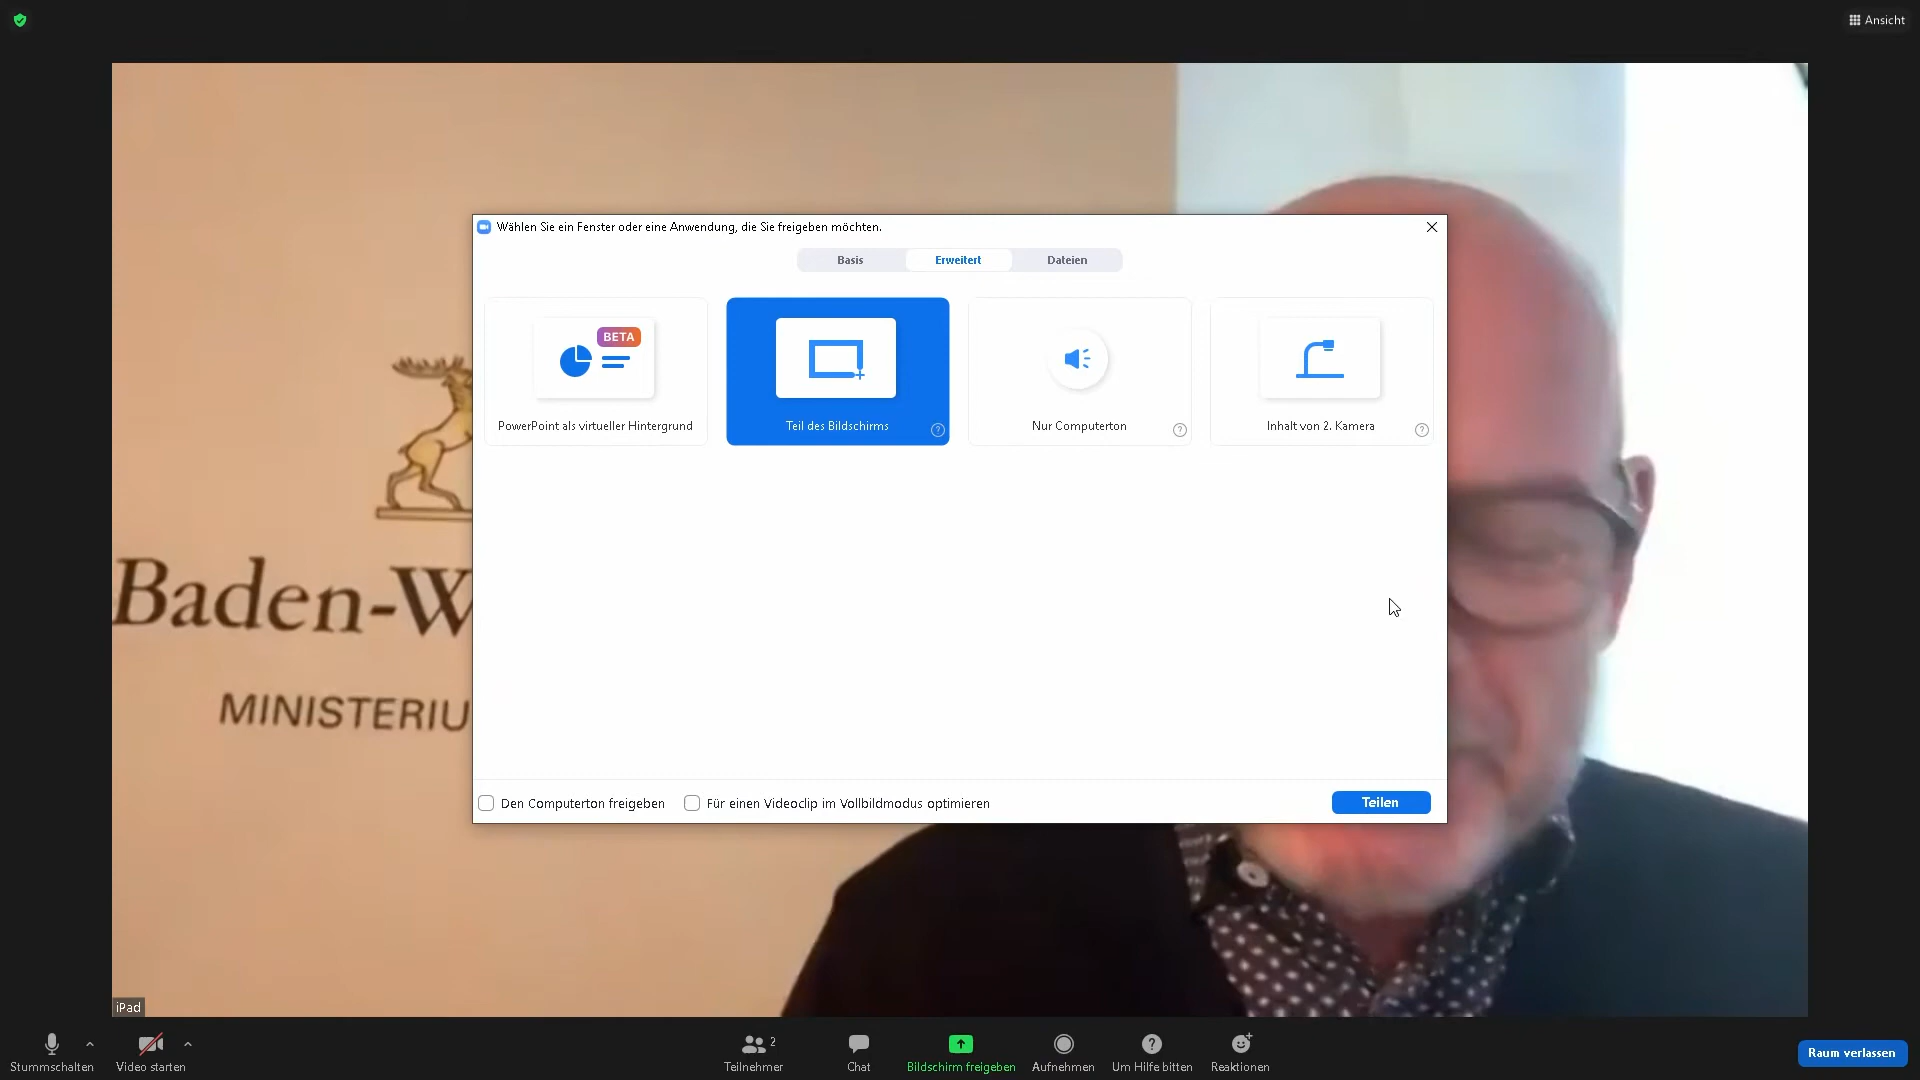 Ansicht
Wählen Sie ein Fenster oder eine Anwendung, die Sie freigeben möchten.
Basis
Erweitert
Dateien
BETA
PowerPoint als virtueller Hintergrund
Teil des Bildschirms
Nur Computerton
Inhalt von 2. Kamera
Baden-W
MINISTERIU
Den Computerton freigeben
Für einen Videoclip im Vollbildmodus optimieren
Teilen
iPad
Stummschalten
Video starten
2
Teilnehmer
Chat
Bildschirm freigeben
Aufnehmen
Um Hilfe bitten
Reaktionen
Raum verlassen